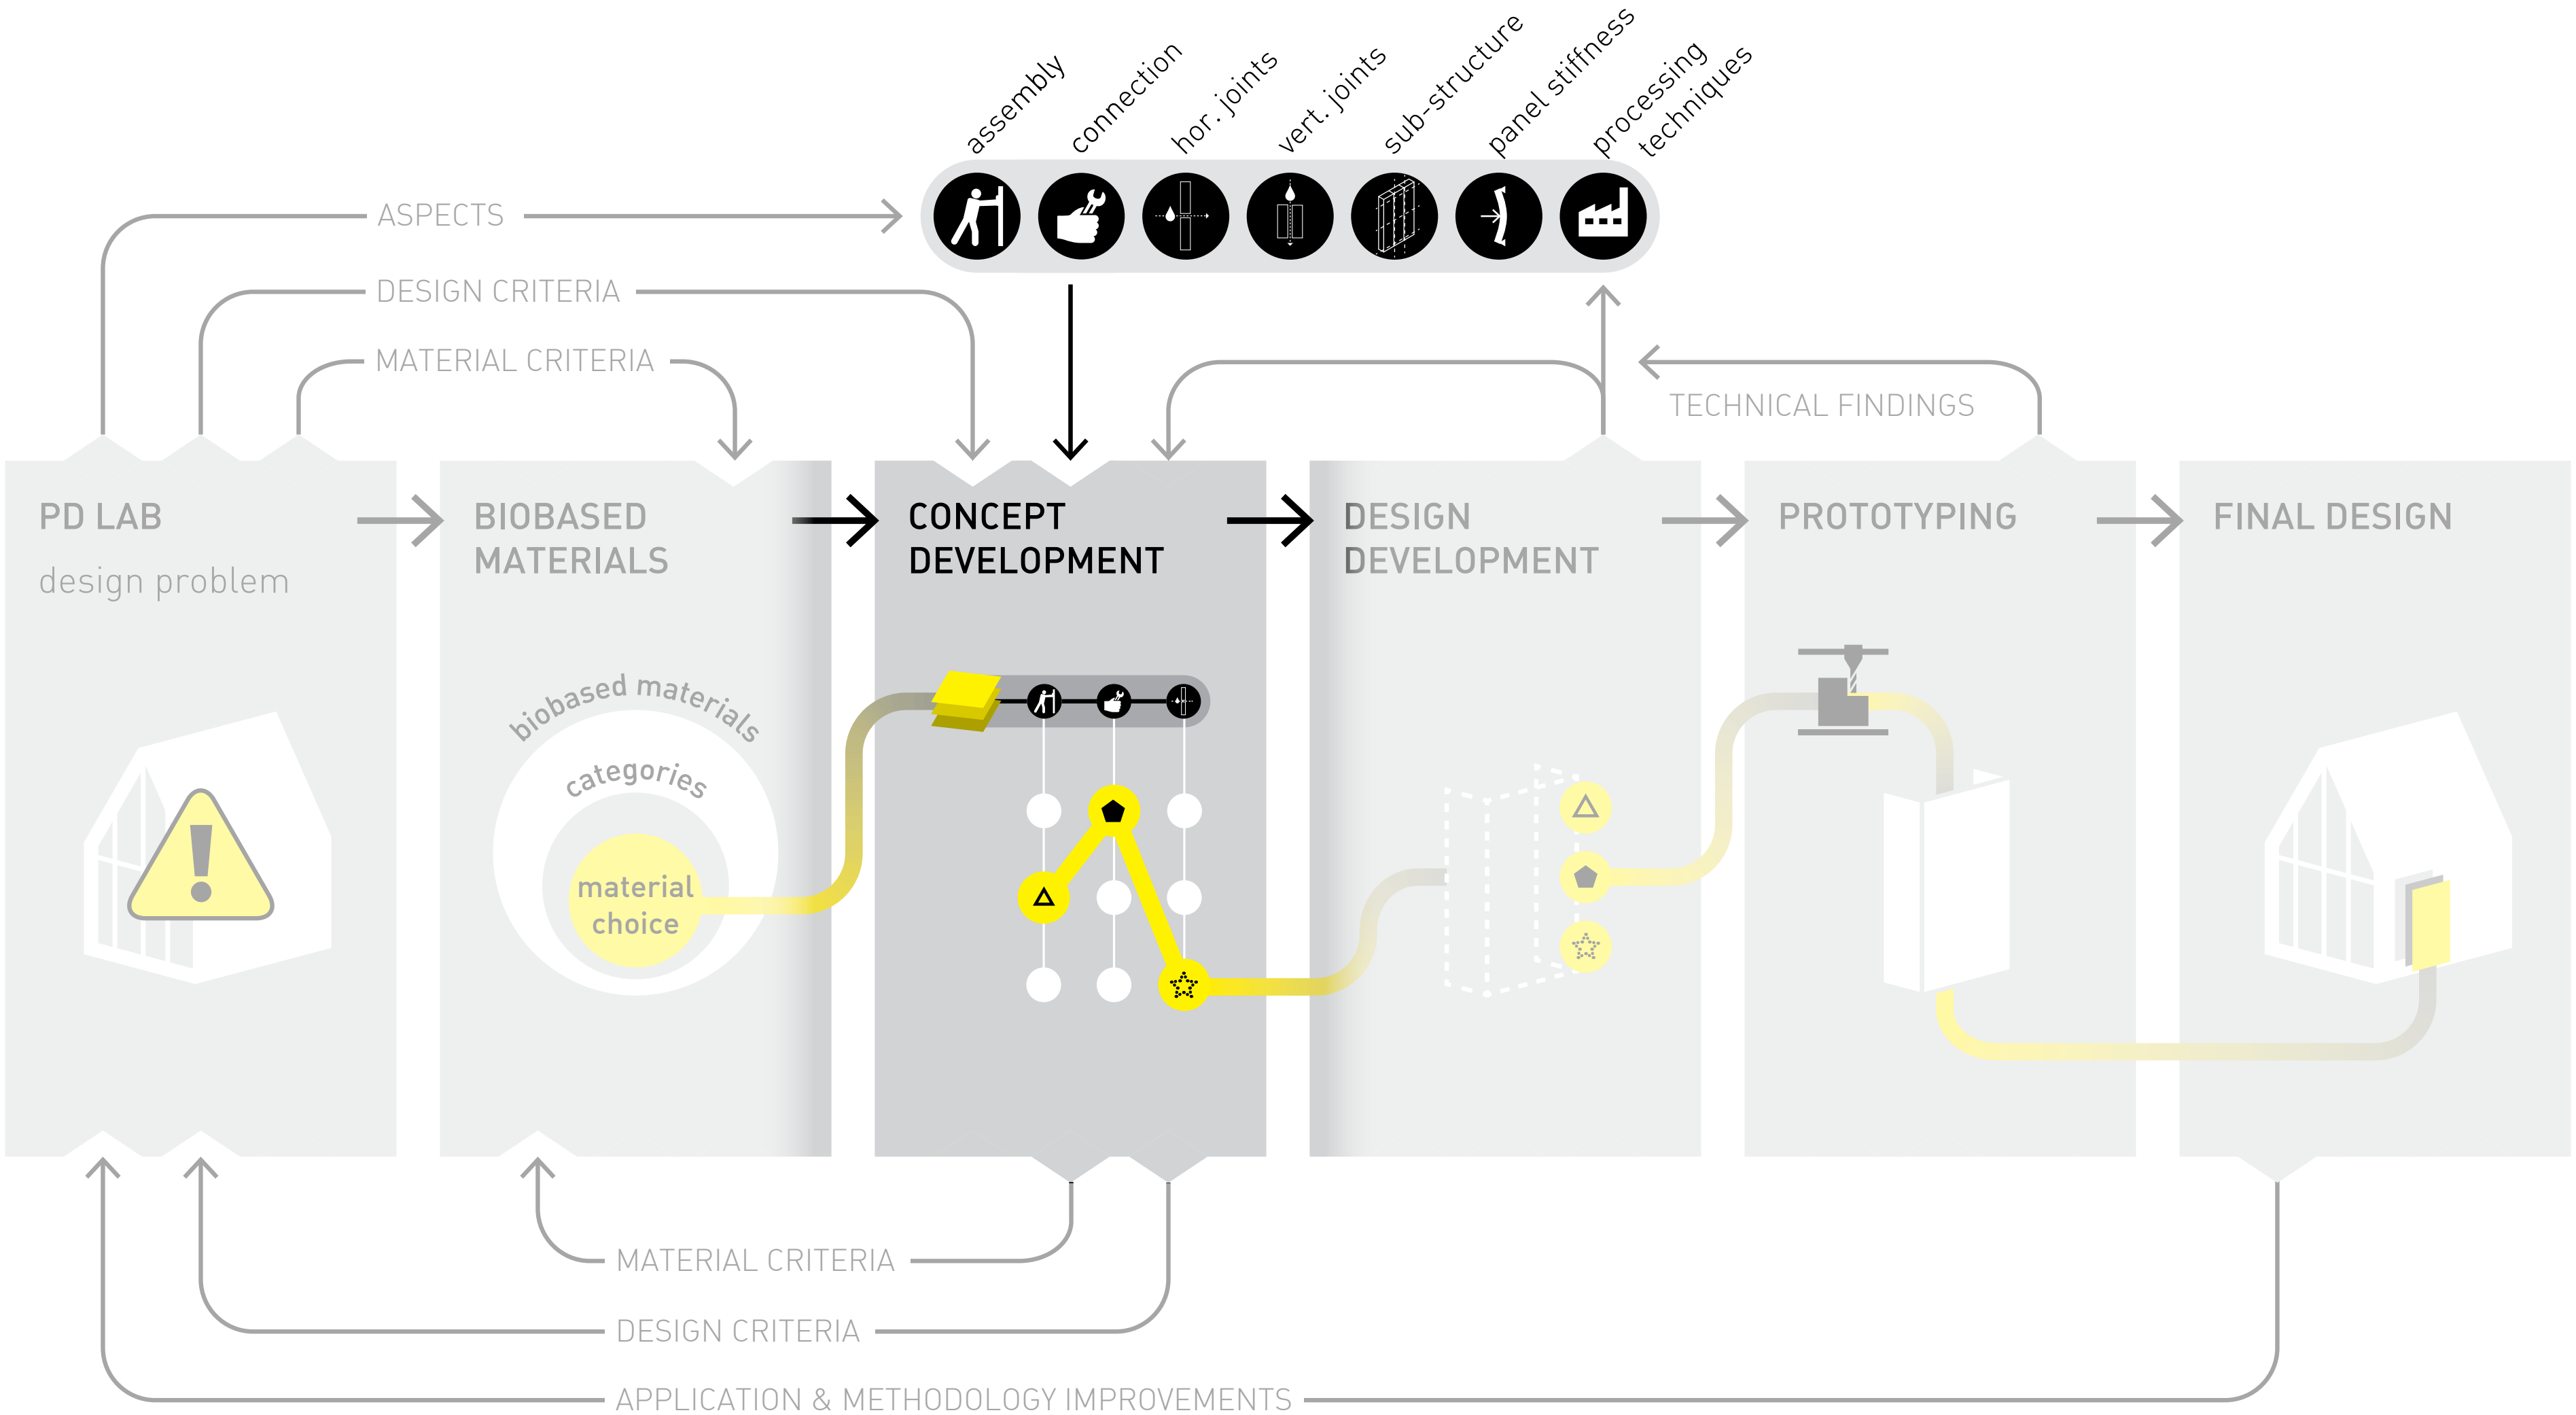 assembly
connection
hor. joints
vert. joints
sub-structure
panel stiffness
processing
techniques
ASPECTS
DESIGN CRITERIA
MATERIAL CRITERIA
TECHNICAL FINDINGS
PD LAB
design problem
BIOBASED
MATERIALS
biobased materials
categories
material
choice
CONCEPT
DEVELOPMENT
DESIGN
DEVELOPMENT
PROTOTYPING
FINAL DESIGN
MATERIAL CRITERIA
DESIGN CRITERIA
APPLICATION & METHODOLOGY IMPROVEMENTS